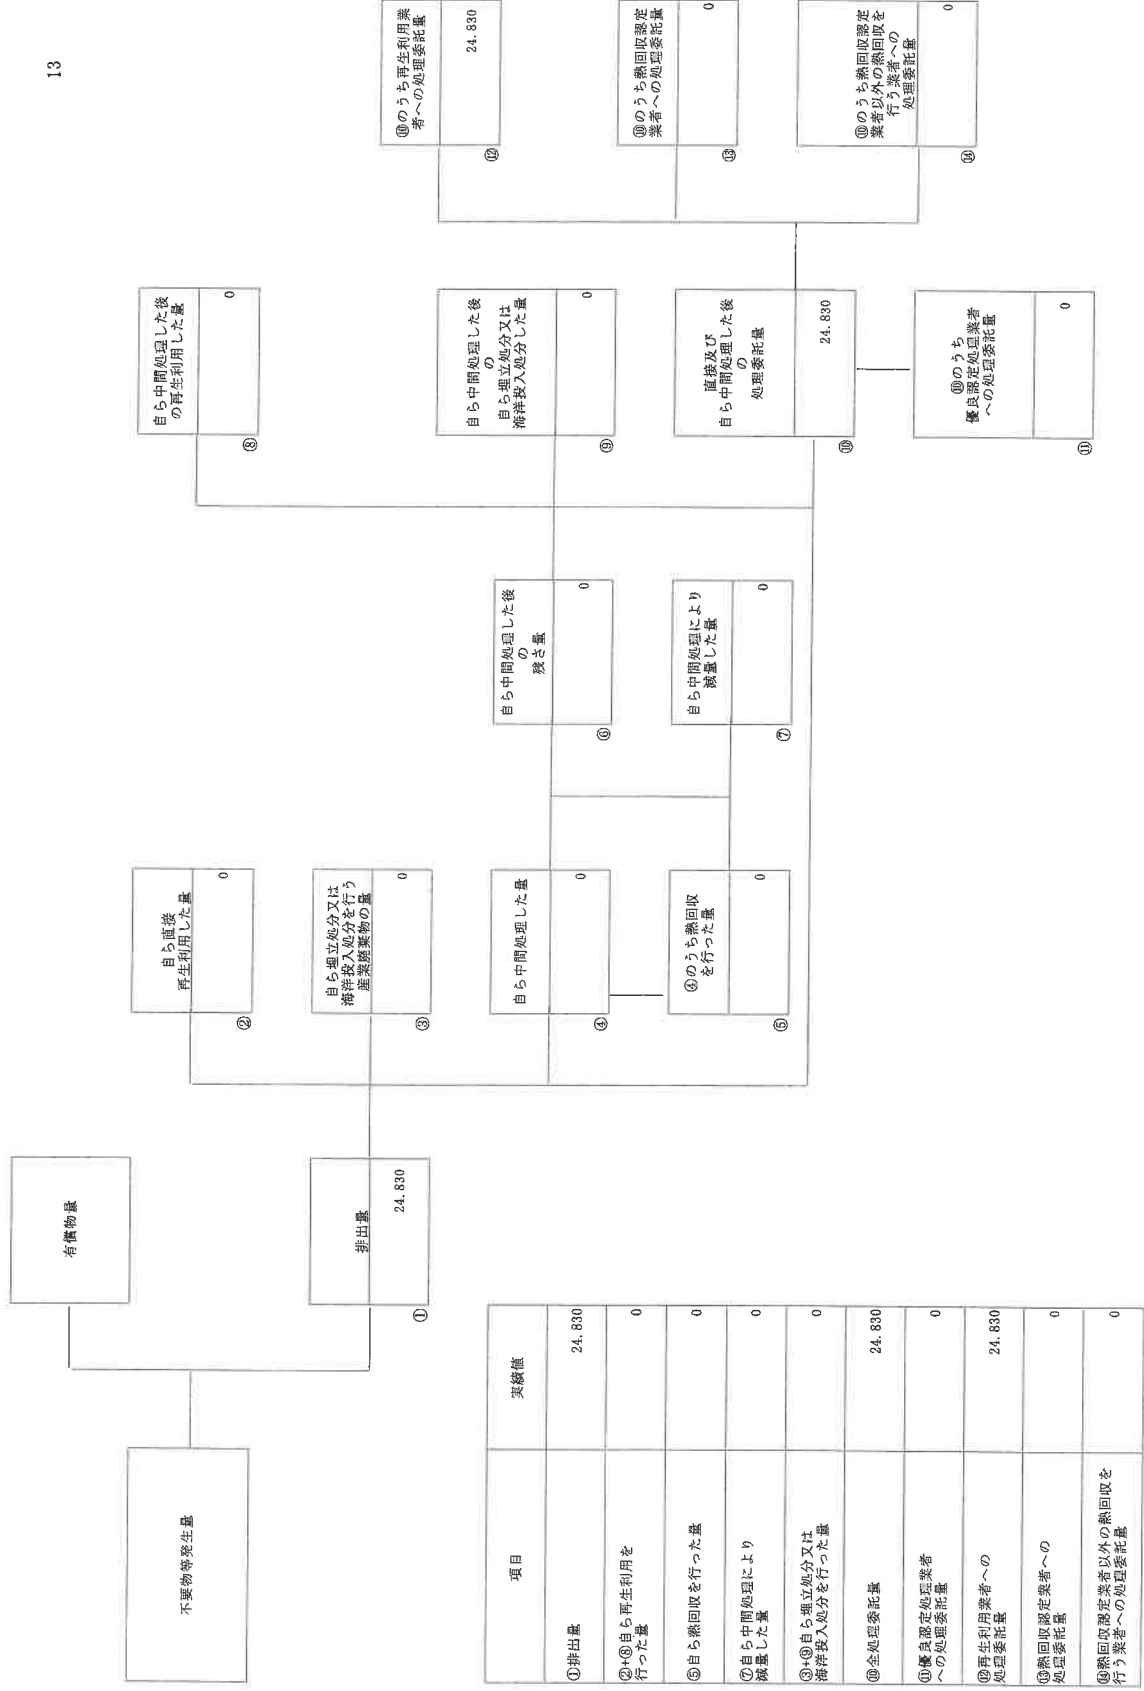 13
不要物等発生量
有償物量
排出量
24.830
①
自ら直接
再生利用した量
0
②
自ら埋立処分又は
海洋投入処分を行う
産業廃棄物の量
0
③
自ら中間処理した量
0
④
④のうち熱回収
を行った量
0
⑤
自ら中間処理した後
の
残さ量
0
⑥
自ら中間処理により
減量した量
0
⑦
自ら中間処理した後
の再生利用した量
0
⑧
自ら中間処理した後
の
自ら埋立処分又は
海洋投入処分した量
0
⑨
直接及び
自ら中間処理した後
の
処理委託量
24.830
⑩
⑩のうち
優良認定処理業者
への処理委託量
0
⑪
⑩のうち再生利用業
者への処理委託量
24.830
⑫
⑩のうち熱回収認定
業者への処理委託量
0
⑬
⑩のうち熱回収認定
業者以外の熱回収を
行う業者への
処理委託量
0
⑭
項目 実績値
①排出量 24.830
②+⑧自ら再生利用を
行った量 0
⑤自ら熱回収を行った量 0
⑦自ら中間処理により
減量した量 0
③+⑨自ら埋立処分又は
海洋投入処分を行った量 0
⑩全処理委託量 24.830
⑪優良認定処理業者
への処理委託量 0
⑫再生利用業者への
処理委託量 24.830
⑬熱回収認定業者への
処理委託量 0
⑭熱回収認定業者以外の熱回収を
行う業者への処理委託量 0